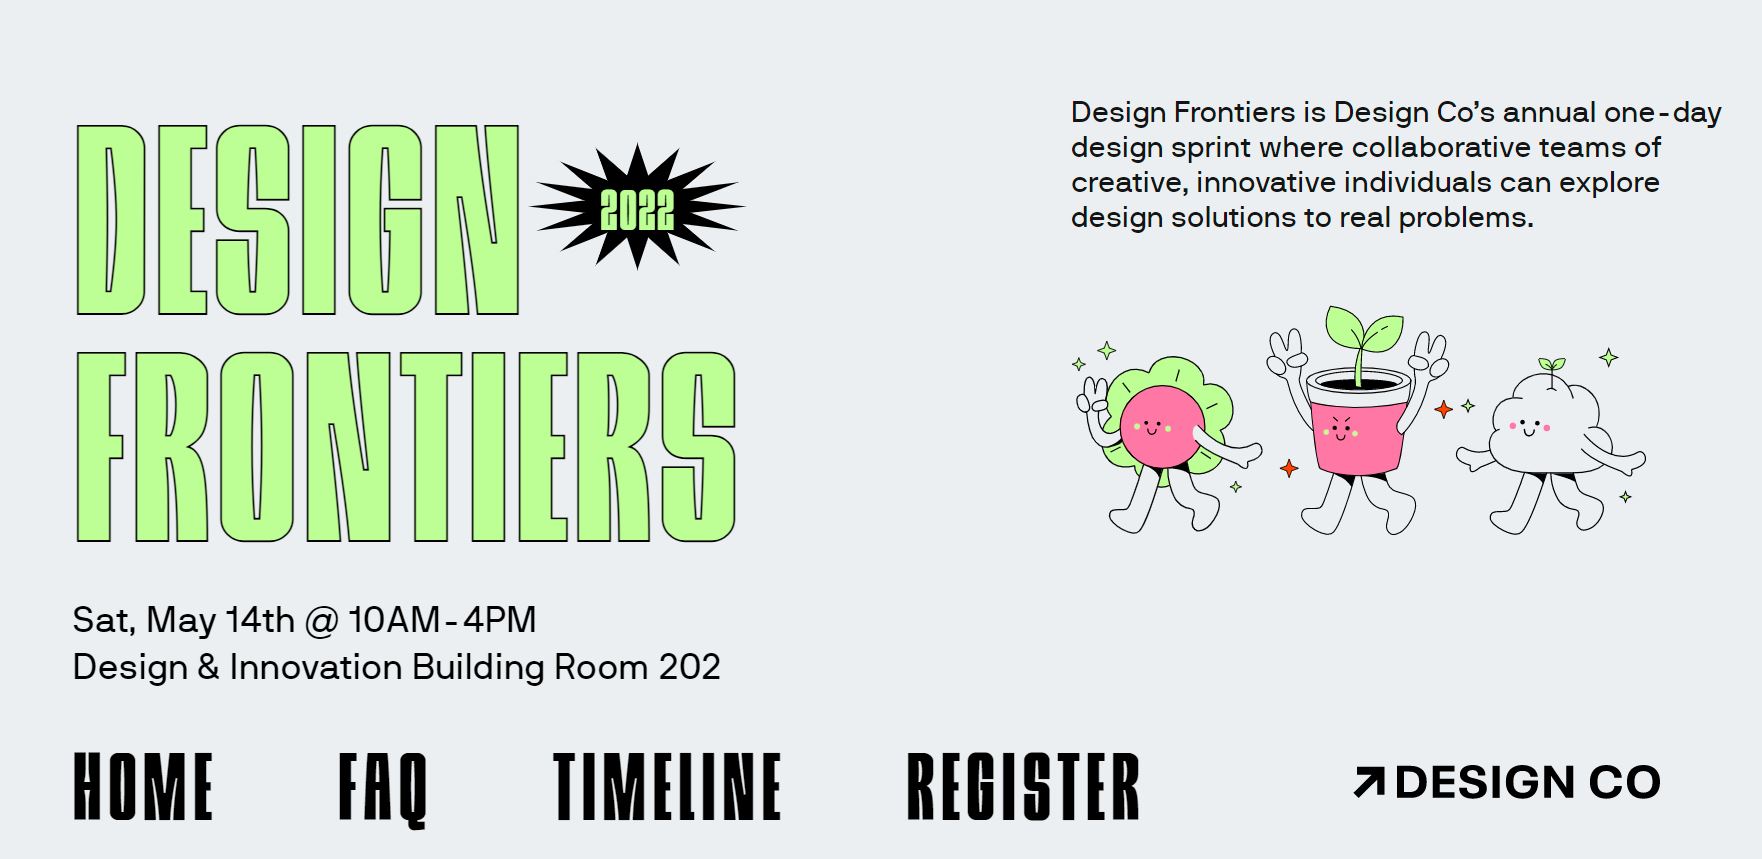 DESIGN
2022
FRONTIERS
Sat, May 14th @ 10AM-4PM
Design & Innovation Building Room 202
Design Frontiers is Design Co’s annual one-day
design sprint where collaborative teams of
creative, innovative individuals can explore
design solutions to real problems.
HOME
FAQ
TIMELINE
REGISTER
DESIGN CO